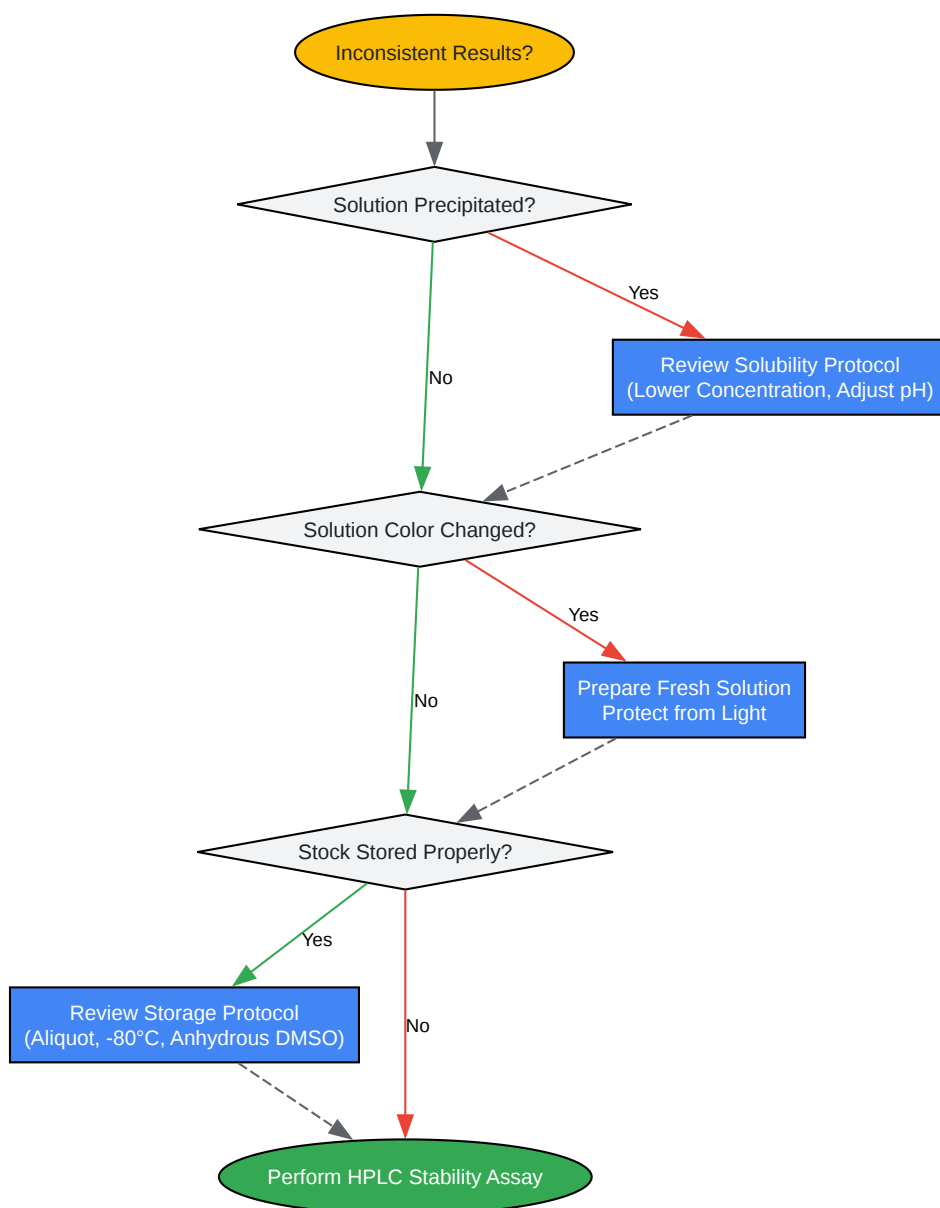 Inconsistent Results?
Solution Precipitated?
Yes
Review Solubility Protocol
(Lower Concentration, Adjust pH)
No
Solution Color Changed?
Yes
Prepare Fresh Solution
Protect from Light
No
Stock Stored Properly?
Yes
Review Storage Protocol
(Aliquot, -80°C, Anhydrous DMSO)
No
Perform HPLC Stability Assay